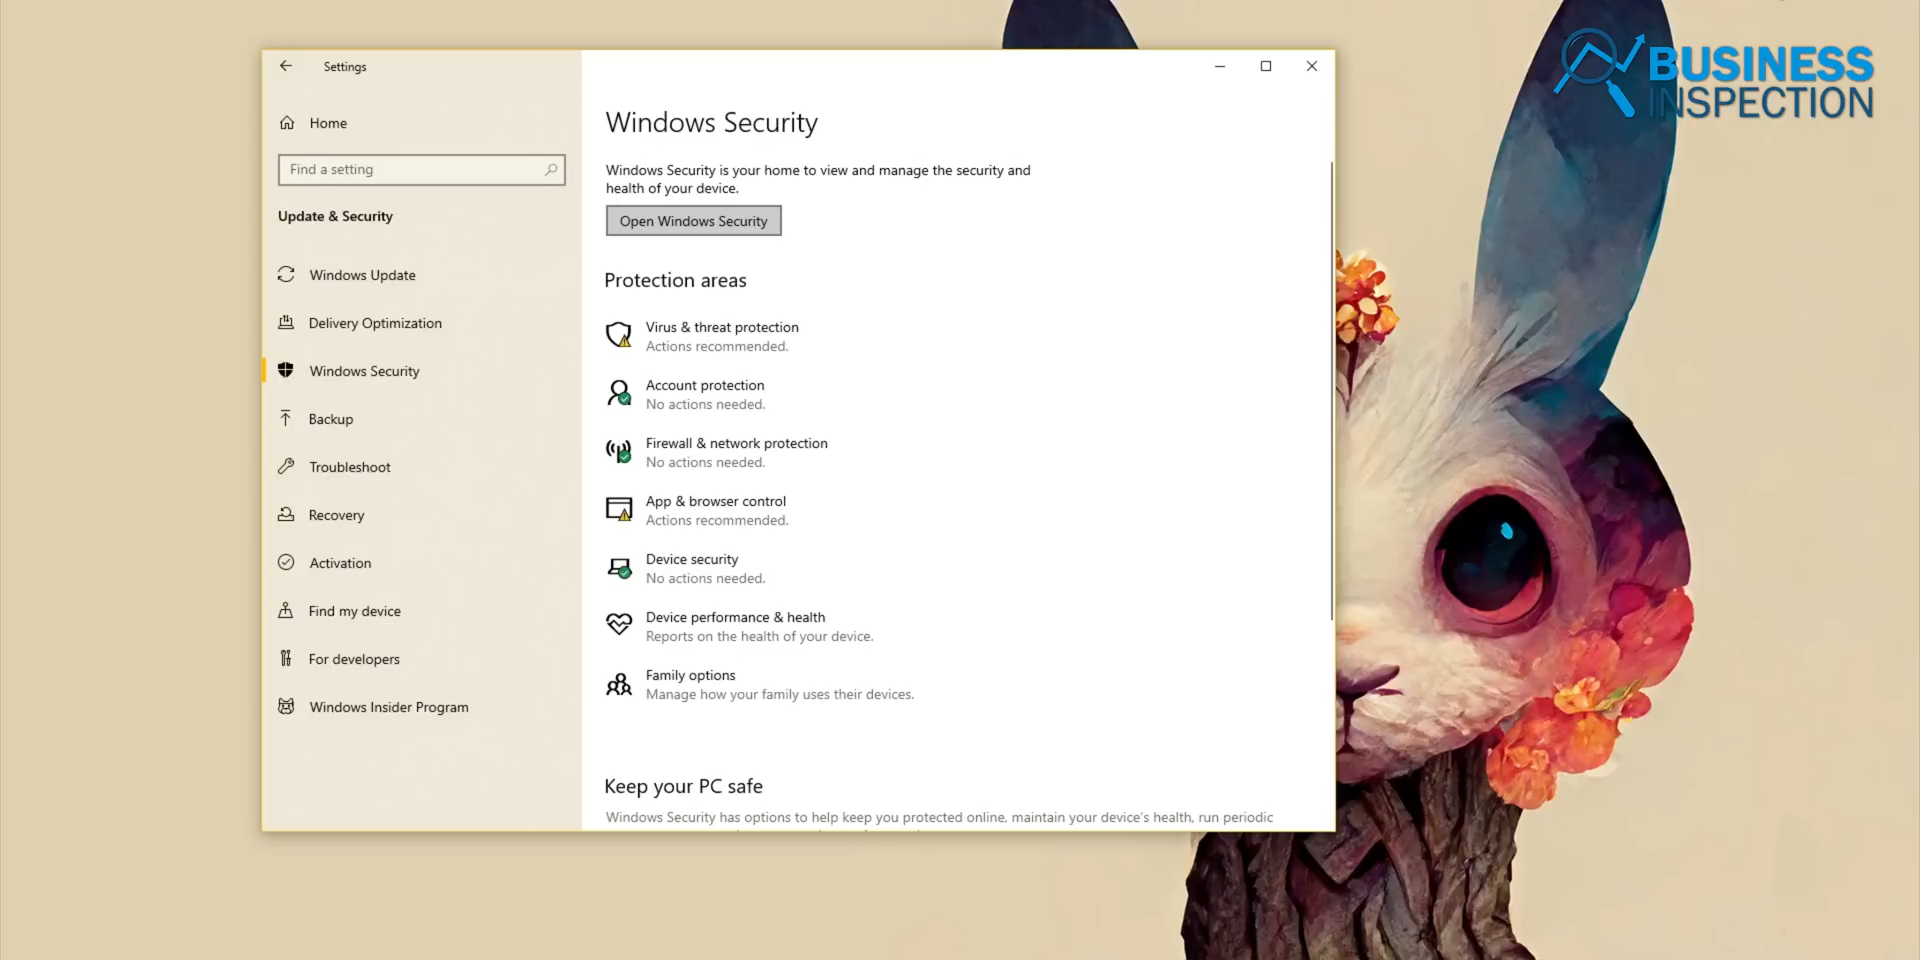 BUSINESS
INSPECTION
Settings
Home
Find a setting
Update & Security
Windows Update
Delivery Optimization
Windows Security
Backup
Troubleshoot
Recovery
Activation
Find my device
For developers
Windows Insider Program
Windows Security
Windows Security is your home to view and manage the security and
health of your device.
Open Windows Security
Protection areas
Virus & threat protection
Actions recommended.
Account protection
No actions needed.
Firewall & network protection
No actions needed.
App & browser control
Actions recommended.
Device security
No actions needed.
Device performance & health
Reports on the health of your device.
Family options
Manage how your family uses their devices.
Keep your PC safe
Windows Security has options to help keep you protected online, maintain your device's health, run periodic